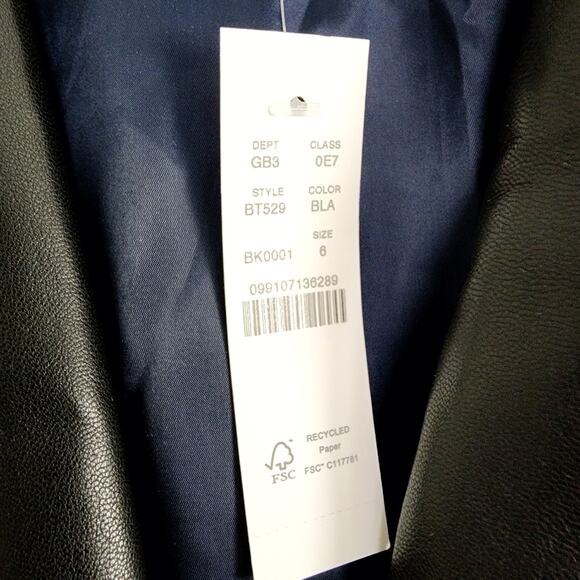 DEPT CLASS
GB3 0E7
STYLE COLOR
BT529 BLA
SIZE
BK0001 6
099107136289
RECYCLED
Paper
FSC® C117781
FSC